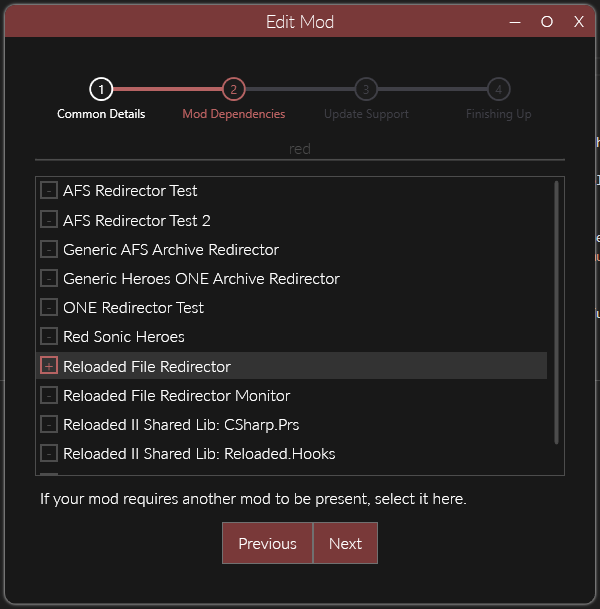 Edit Mod
1 2 3 4
Common Details Mod Dependencies Update Support Finishing Up
red
- AFS Redirector Test
- AFS Redirector Test 2
- Generic AFS Archive Redirector
- Generic Heroes ONE Archive Redirector
- ONE Redirector Test
- Red Sonic Heroes
+ Reloaded File Redirector
- Reloaded File Redirector Monitor
- Reloaded II Shared Lib: CSharp.Prs
- Reloaded II Shared Lib: Reloaded.Hooks
If your mod requires another mod to be present, select it here.
Previous Next